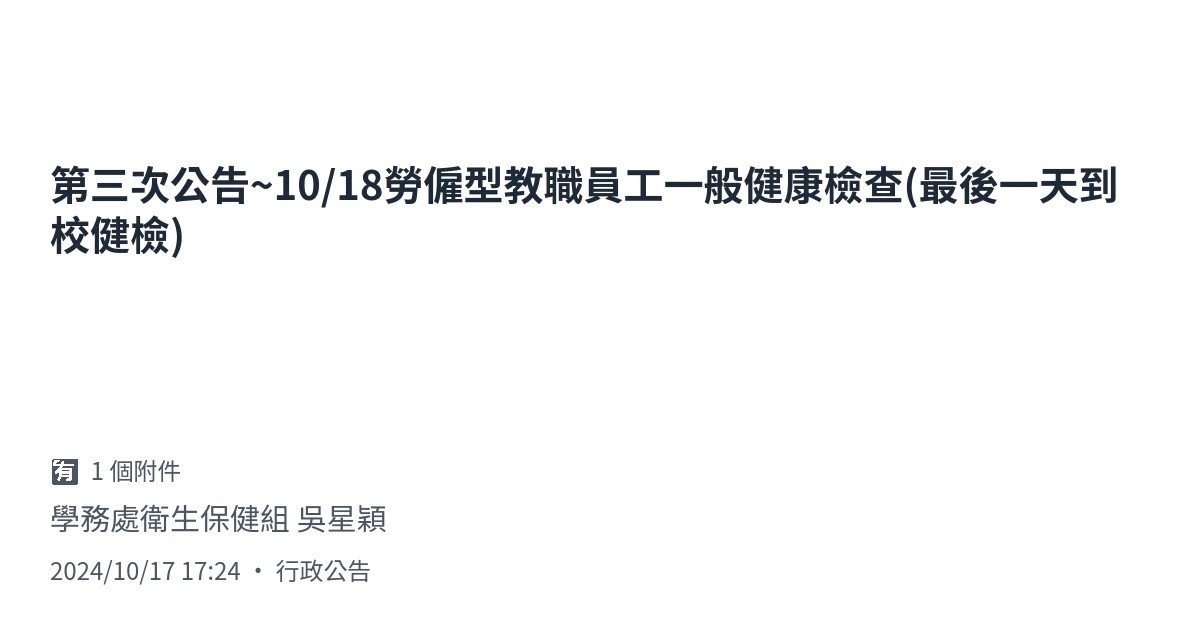 第三次公告~10/18勞僱型教職員工一般健康檢查(最後一天到
校健檢)
有 1 個附件
學務處衛生保健組 吳星穎
2024/10/17 17:24 • 行政公告